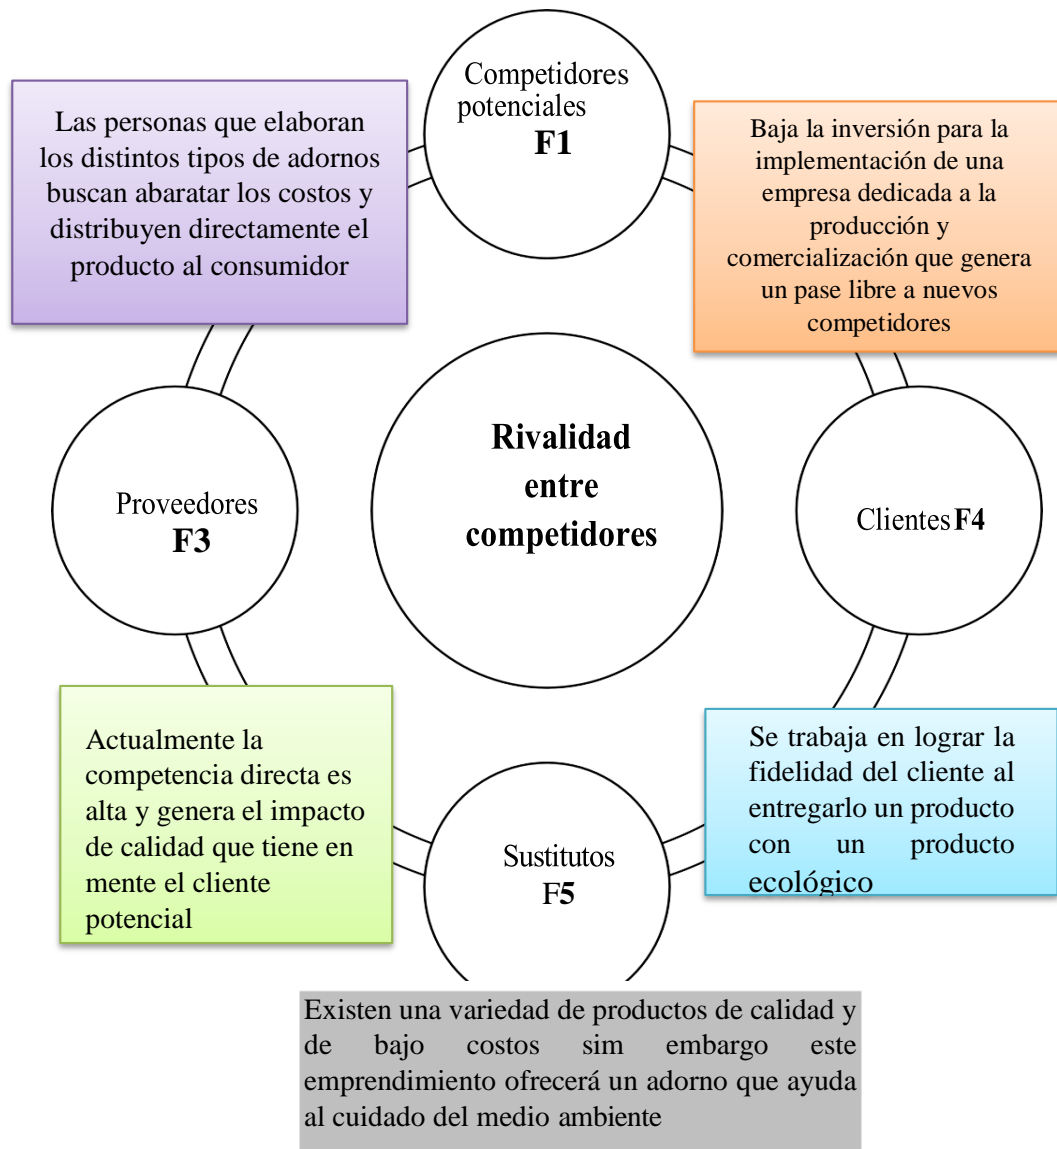 Competidores
potenciales
F1
Las personas que elaboran
los distintos tipos de adornos
buscan abaratar los costos y
distribuyen directamente el
producto al consumidor
Baja la inversión para la
implementación de una
empresa dedicada a la
producción y
comercialización que genera
un pase libre a nuevos
competidores
Rivalidad
entre
competidores
Proveedores
F3
Clientes F4
Actualmente la
competencia directa es
alta y genera el impacto
de calidad que tiene en
mente el cliente
potencial
Se trabaja en lograr la
fidelidad del cliente al
entregarlo un producto
con un producto
ecológico
Sustitutos
F5
Existen una variedad de productos de calidad y
de bajo costos sim embargo este
emprendimiento ofrecerá un adorno que ayuda
al cuidado del medio ambiente